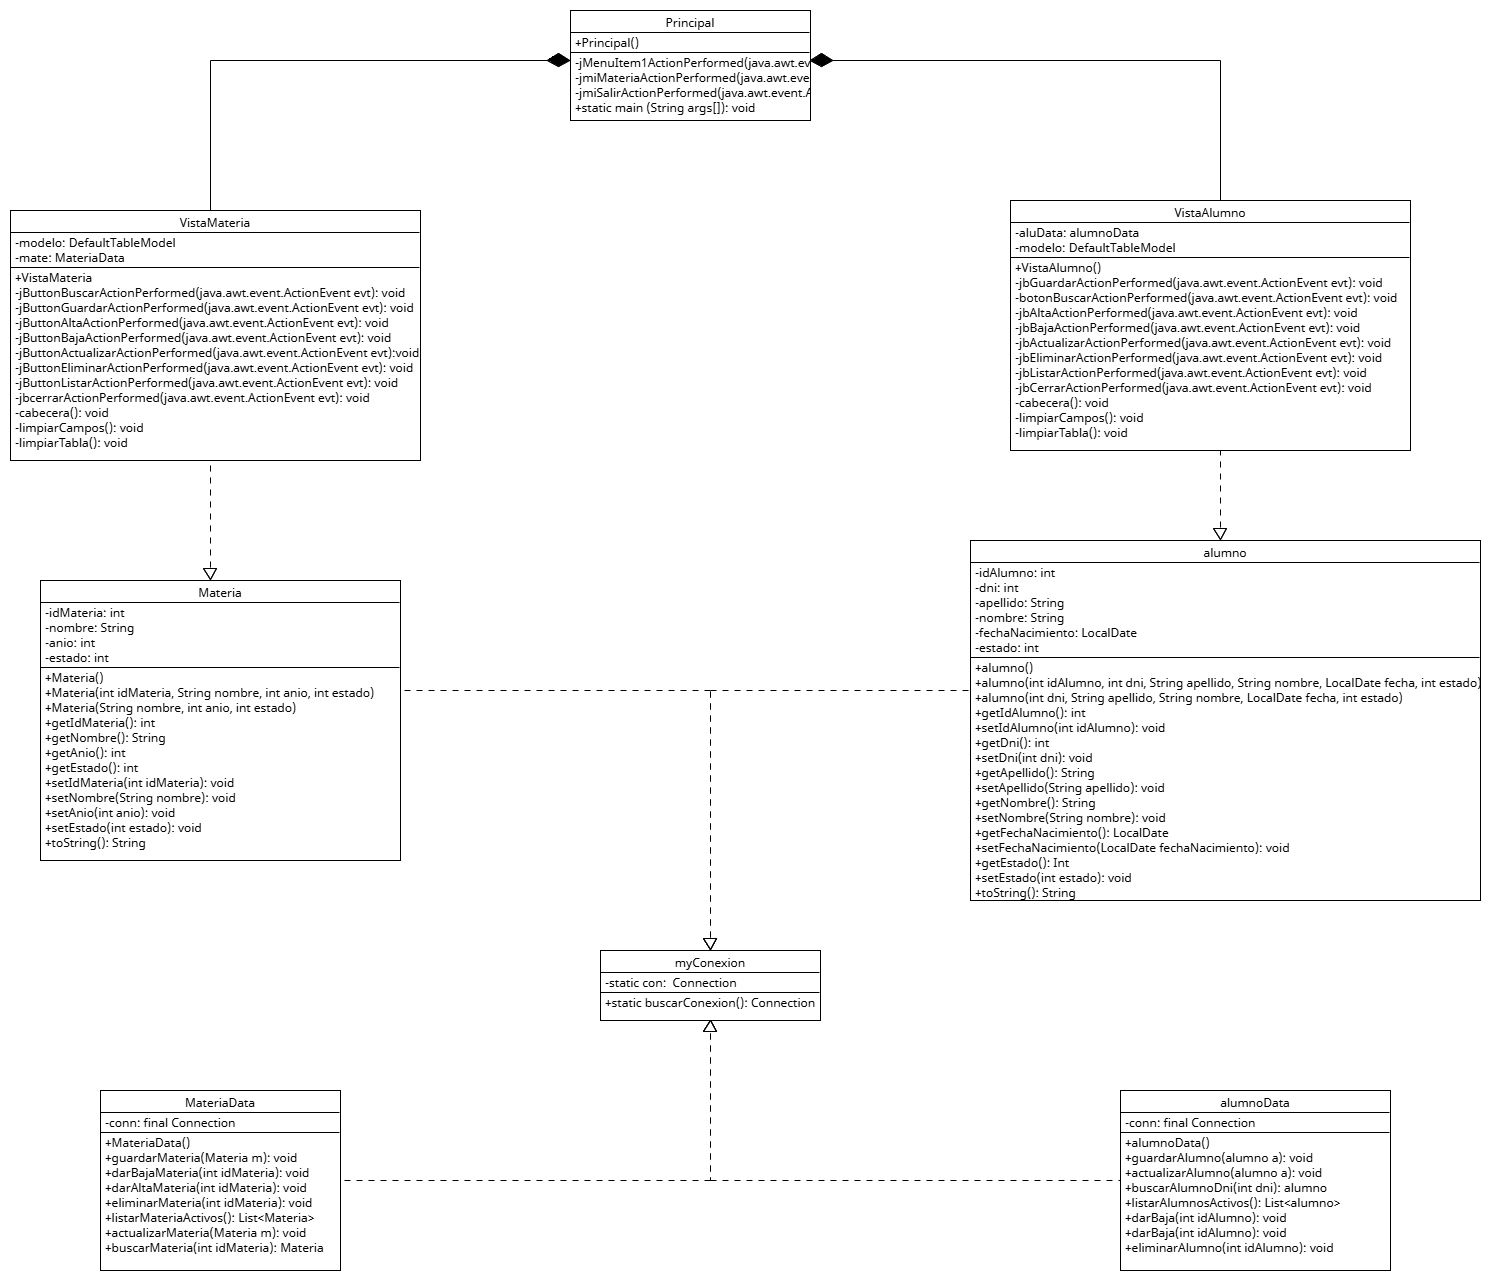 Principal
+Principal()
-jMenuItem1ActionPerformed(java.awt.ev
-jmiMateriaActionPerformed(java.awt.eve
-jmiSalirActionPerformed(java.awt.event.A
+static main (String args[]): void
VistaMateria
-modelo: DefaultTableModel
-mate: MateriaData
+VistaMateria
-jButtonBuscarActionPerformed(java.awt.event.ActionEvent evt): void
-jButtonGuardarActionPerformed(java.awt.event.ActionEvent evt): void
-jButtonAltaActionPerformed(java.awt.event.ActionEvent evt): void
-jButtonBajaActionPerformed(java.awt.event.ActionEvent evt): void
-jButtonActualizarActionPerformed(java.awt.event.ActionEvent evt):void
-jButtonEliminarActionPerformed(java.awt.event.ActionEvent evt): void
-jButtonListarActionPerformed(java.awt.event.ActionEvent evt): void
-jbcerrarActionPerformed(java.awt.event.ActionEvent evt): void
-cabecera(): void
-limpiarCampos(): void
-limpiarTabla(): void
VistaAlumno
-aluData: alumnoData
-modelo: DefaultTableModel
+VistaAlumno()
-jbGuardarActionPerformed(java.awt.event.ActionEvent evt): void
-botonBuscarActionPerformed(java.awt.event.ActionEvent evt): void
-jbAltaActionPerformed(java.awt.event.ActionEvent evt): void
-jbBajaActionPerformed(java.awt.event.ActionEvent evt): void
-jbActualizarActionPerformed(java.awt.event.ActionEvent evt): void
-jbEliminarActionPerformed(java.awt.event.ActionEvent evt): void
-jbListarActionPerformed(java.awt.event.ActionEvent evt): void
-jbCerrarActionPerformed(java.awt.event.ActionEvent evt): void
-cabecera(): void
-limpiarCampos(): void
-limpiarTabla(): void
Materia
-idMateria: int
-nombre: String
-anio: int
-estado: int
+Materia()
+Materia(int idMateria, String nombre, int anio, int estado)
+Materia(String nombre, int anio, int estado)
+getIdMateria(): int
+getNombre(): String
+getAnio(): int
+getEstado(): int
+setIdMateria(int idMateria): void
+setNombre(String nombre): void
+setAnio(int anio): void
+setEstado(int estado): void
+toString(): String
alumno
-idAlumno: int
-dni: int
-apellido: String
-nombre: String
-fechaNacimiento: LocalDate
-estado: int
+alumno()
+alumno(int idAlumno, int dni, String apellido, String nombre, LocalDate fecha, int estado)
+alumno(int dni, String apellido, String nombre, LocalDate fecha, int estado)
+getIdAlumno(): int
+setIdAlumno(int idAlumno): void
+getDni(): int
+setDni(int dni): void
+getApellido(): String
+setApellido(String apellido): void
+getNombre(): String
+setNombre(String nombre): void
+getFechaNacimiento(): LocalDate
+setFechaNacimiento(LocalDate fechaNacimiento): void
+getEstado(): Int
+setEstado(int estado): void
+toString(): String
myConexion
-static con:  Connection
+static buscarConexion(): Connection
MateriaData
-conn: final Connection
+MateriaData()
+guardarMateria(Materia m): void
+darBajaMateria(int idMateria): void
+darAltaMateria(int idMateria): void
+eliminarMateria(int idMateria): void
+listarMateriaActivos(): List<Materia>
+actualizarMateria(Materia m): void
+buscarMateria(int idMateria): Materia
alumnoData
-conn: final Connection
+alumnoData()
+guardarAlumno(alumno a): void
+actualizarAlumno(alumno a): void
+buscarAlumnoDni(int dni): alumno
+listarAlumnosActivos(): List<alumno>
+darBaja(int idAlumno): void
+darBaja(int idAlumno): void
+eliminarAlumno(int idAlumno): void